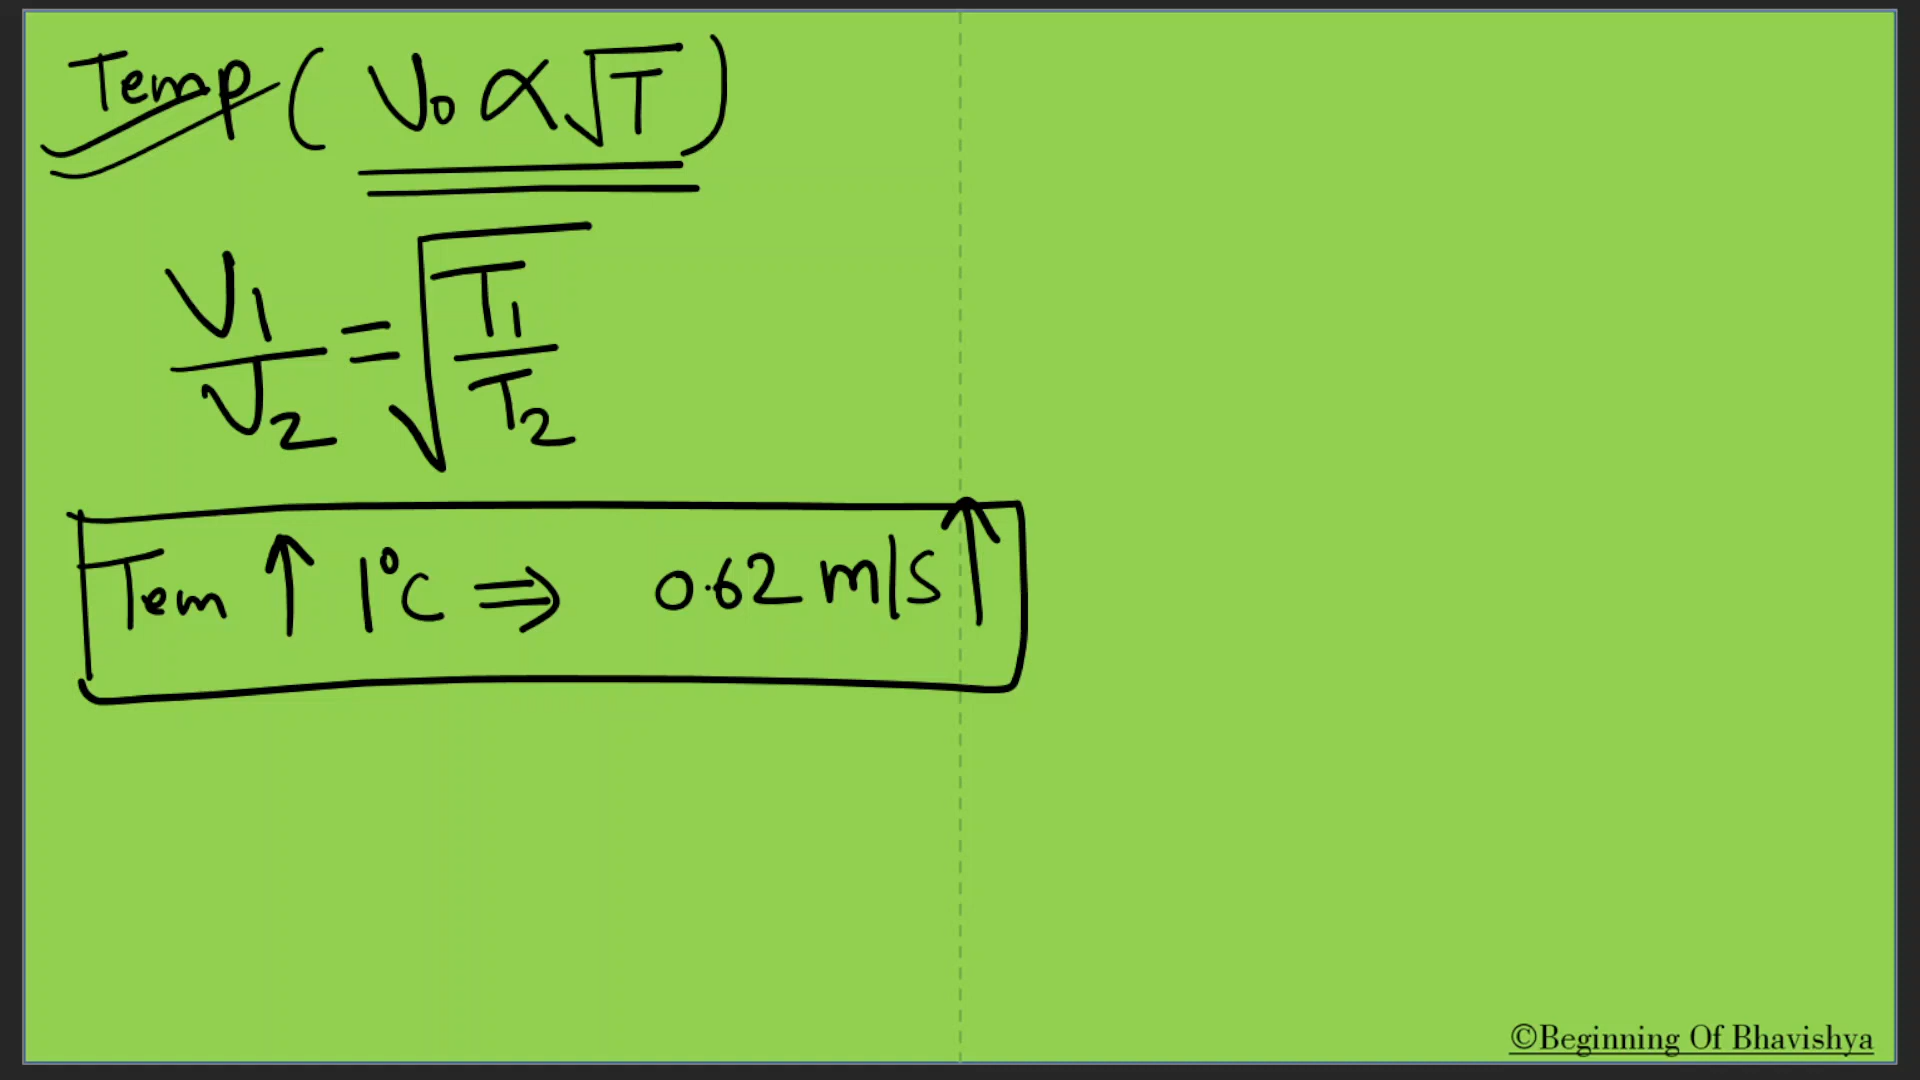 Temp ( V₀ ∝ √T )
V₁/V₂ = √(T₁/T₂)
Tem ↑ 1°C ⇒ 0.62 m/s ↑
©Beginning Of Bhavishya